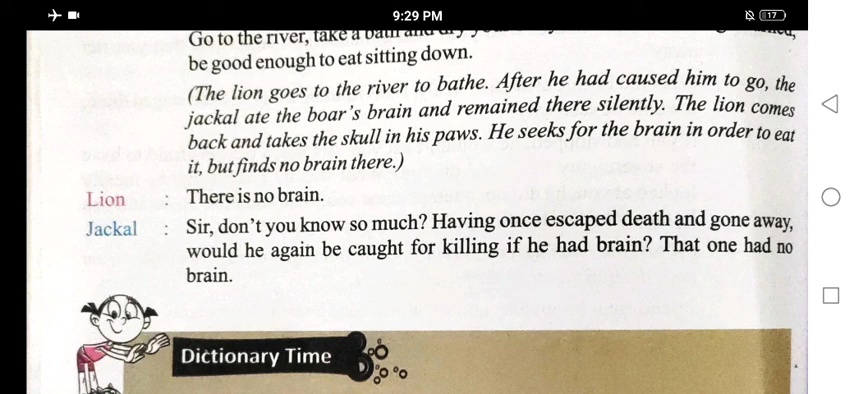 9:29 PM
17
Go to the river, take a bath and
be good enough to eat sitting down.
(The lion goes to the river to bathe. After he had caused him to go, the
jackal ate the boar's brain and remained there silently. The lion comes
back and takes the skull in his paws. He seeks for the brain in order to eat
it, but finds no brain there.)
Lion : There is no brain.
Jackal : Sir, don't you know so much? Having once escaped death and gone away,
would he again be caught for killing if he had brain? That one had no
brain.
Dictionary Time